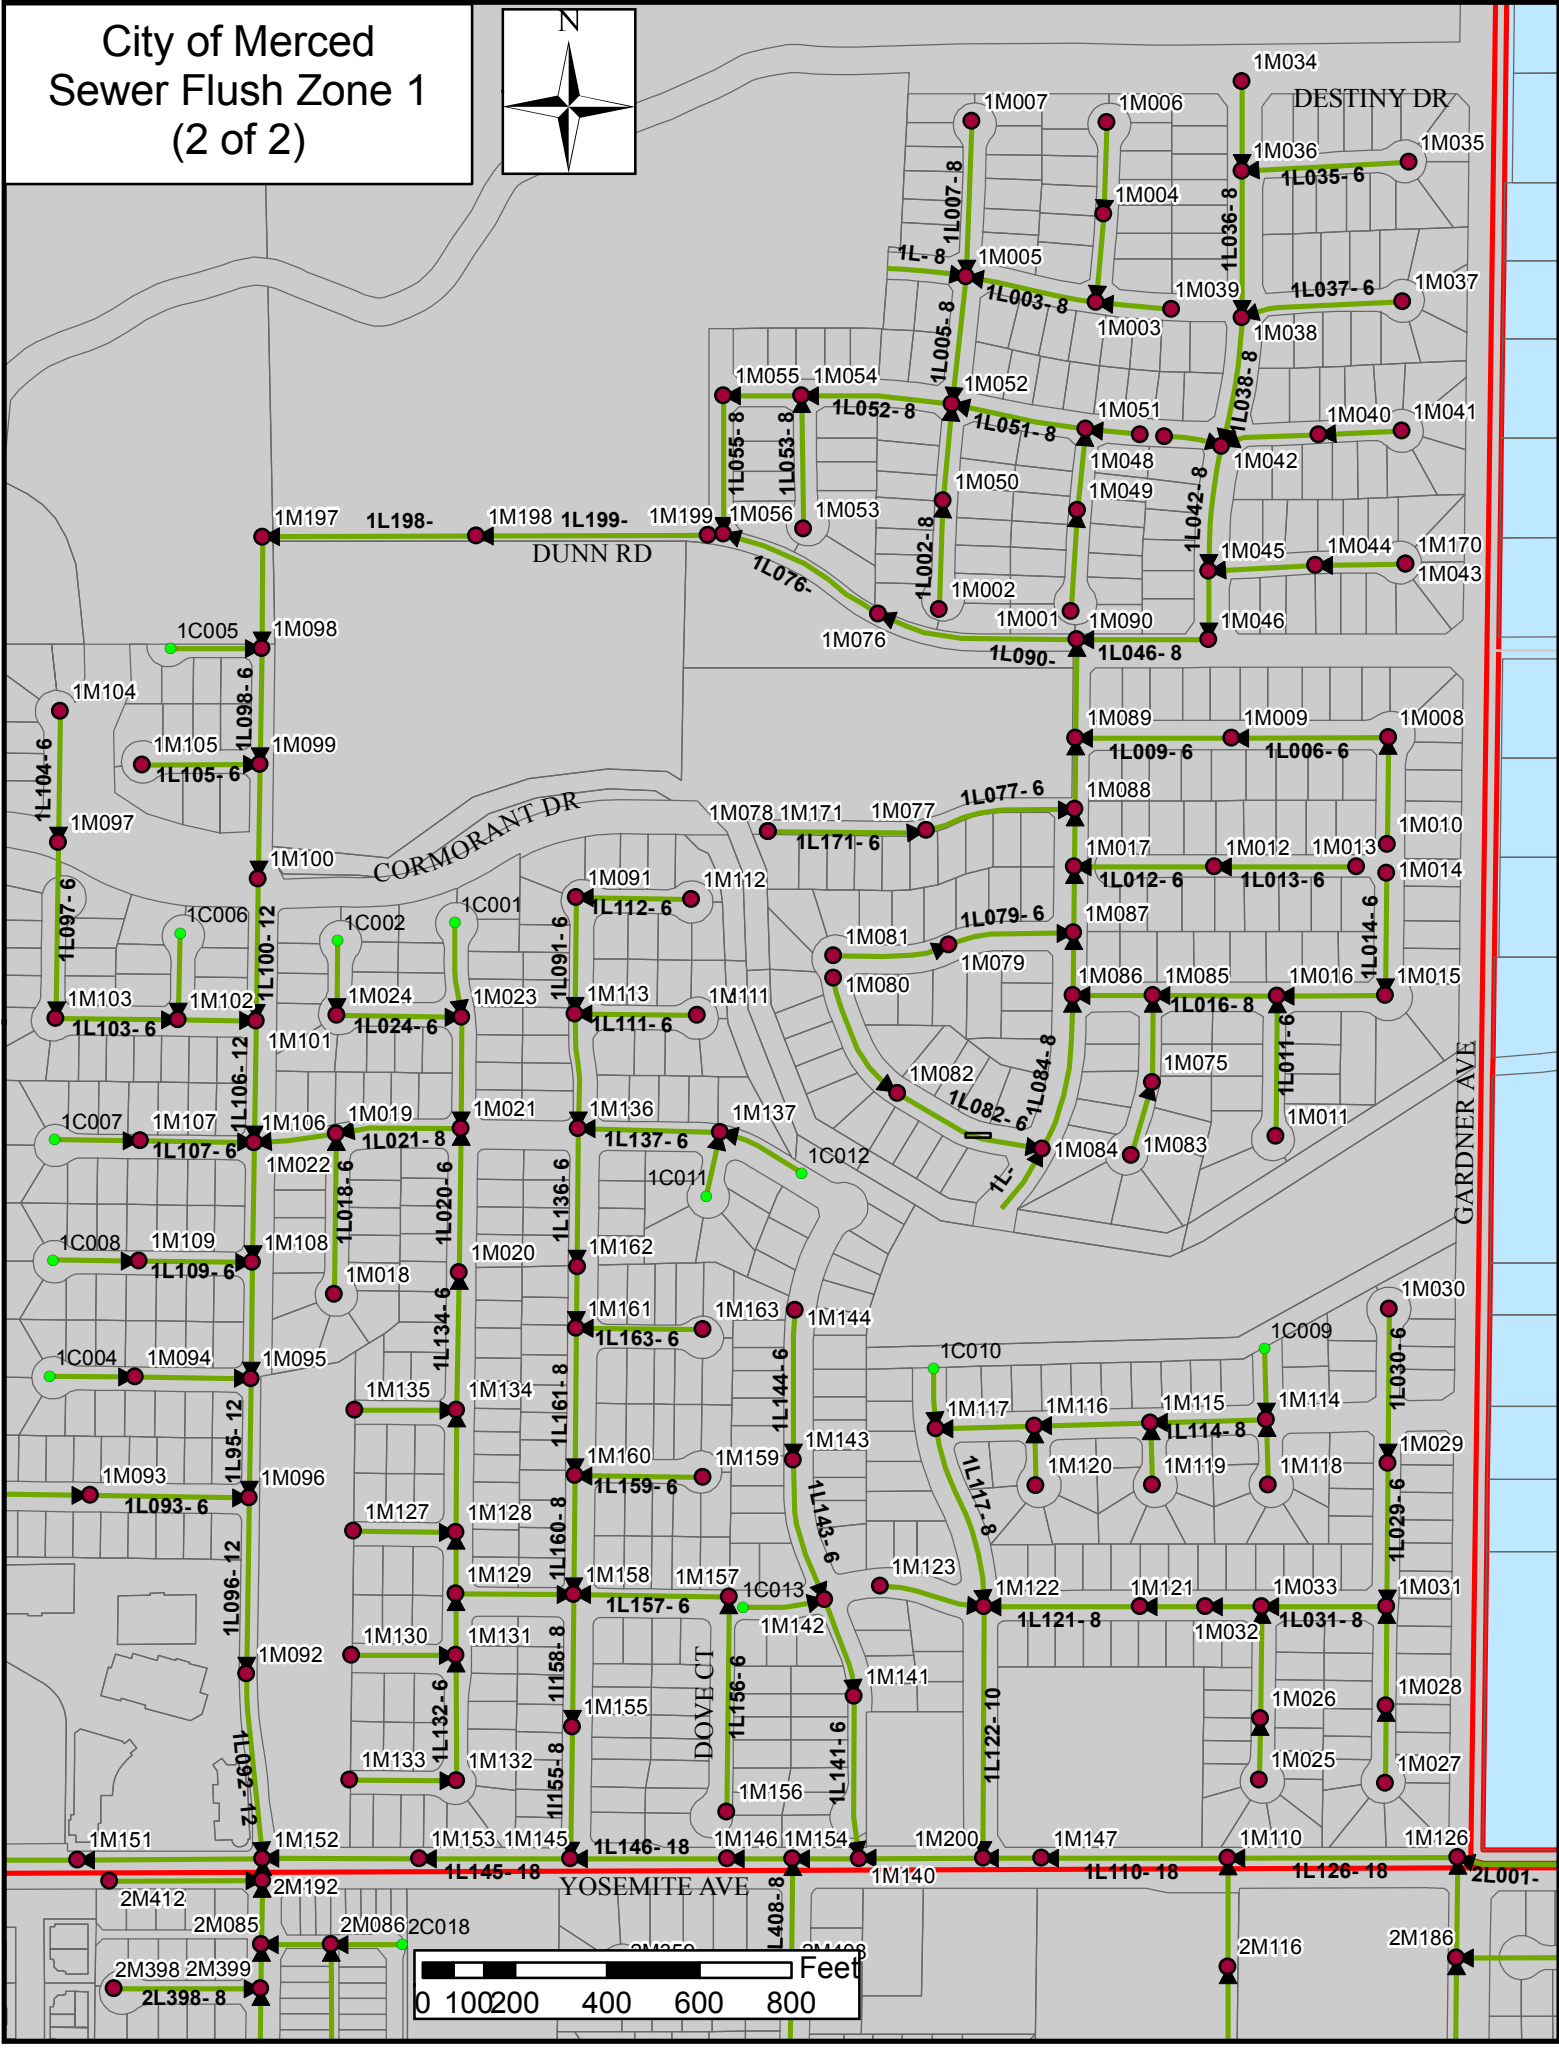 City of Merced
Sewer Flush Zone 1
(2 of 2)
N
1M034
DESTINY DR
1M007
1M006
1M036
1M035
1L035- 6
1L007- 8
1M004
1L036- 8
1L- 8
1M005
1M039
1L037- 6
1M037
1L003- 8
1M003
1M038
1L005- 8
1L038- 8
1M055
1M054
1M052
1L052- 8
1L051- 8
1M051
1M040
1M041
1M048
1M042
1L055- 8
1L053- 8
1M050
1M049
1L042- 8
1M053
1M197
1L198-
1M198
1L199-
1M199
1M056
DUNN RD
1L076-
1L002- 8
1M045
1M044
1M170
1M043
1M002
1M076
1M001
1M090
1M046
1L090-
1L046- 8
1C005
1M098
1L098- 6
1M104
1M105
1M099
1L105- 6
1L104- 6
1M089
1M009
1M008
1L009- 6
1L006- 6
1L077- 6
1M088
1M078
1M171
1M077
1L171- 6
CORMORANT DR
1M097
1M100
1M010
1M017
1M012
1M013
1M014
1L012- 6
1L013- 6
1M091
1M112
1L112- 6
1L097- 6
1C006
1C002
1C001
1L100- 12
1L091- 6
1L079- 6
1M087
1M081
1M079
1L014- 6
1M080
1M103
1M102
1M024
1M023
1M113
1M111
1M086
1M085
1M016
1M015
1L103- 6
1M101
1L024- 6
1L111- 6
1L016- 8
1L011- 6
1L106- 12
1L084- 8
1M082
1M075
1L082- 6
GARDNER AVE
1C007
1M107
1M106
1M019
1M021
1M136
1M137
1M011
1L107- 6
1M022
1L021- 8
1L137- 6
1M084
1M083
1C012
1C011
1L-
1L018- 6
1L020- 6
1L136- 6
1C008
1M109
1M108
1M020
1M162
1L109- 6
1M018
1M161
1M163
1M144
1M030
1L163- 6
1L134- 6
1C009
1C004
1M094
1M095
1C010
1L030- 6
1M135
1M134
1L161- 8
1L144- 6
1M117
1M116
1M115
1M114
1L114- 8
1L95- 12
1M160
1M159
1M143
1M029
1L159- 6
1M120
1M119
1M118
1M093
1M096
1L093- 6
1L117- 8
1L143- 6
1L029- 6
1M127
1M128
1L160- 8
1M123
1M129
1M158
1M157
1C013
1M122
1M121
1M033
1M031
1L157- 6
1M142
1L121- 8
1M032
1L031- 8
1L096- 12
1M130
1M131
1I158- 8
1L156- 6
DOVE CT
1M092
1M141
1M155
1M026
1M028
1L132- 6
1L122- 10
1L092- 12
1M133
1M132
1I155- 8
1L141- 6
1M025
1M027
1M156
1M151
1M152
1M153
1M145
1L146- 18
1M146
1M154
1M200
1M147
1M110
1M126
1L145- 18
1M140
1L110- 18
1L126- 18
2L001-
YOSEMITE AVE
2M412
2M192
L408- 8
2M085
2M086
2C018
2M116
2M186
2M398
2M399
2L398- 8
Feet
0 100200 400 600 800